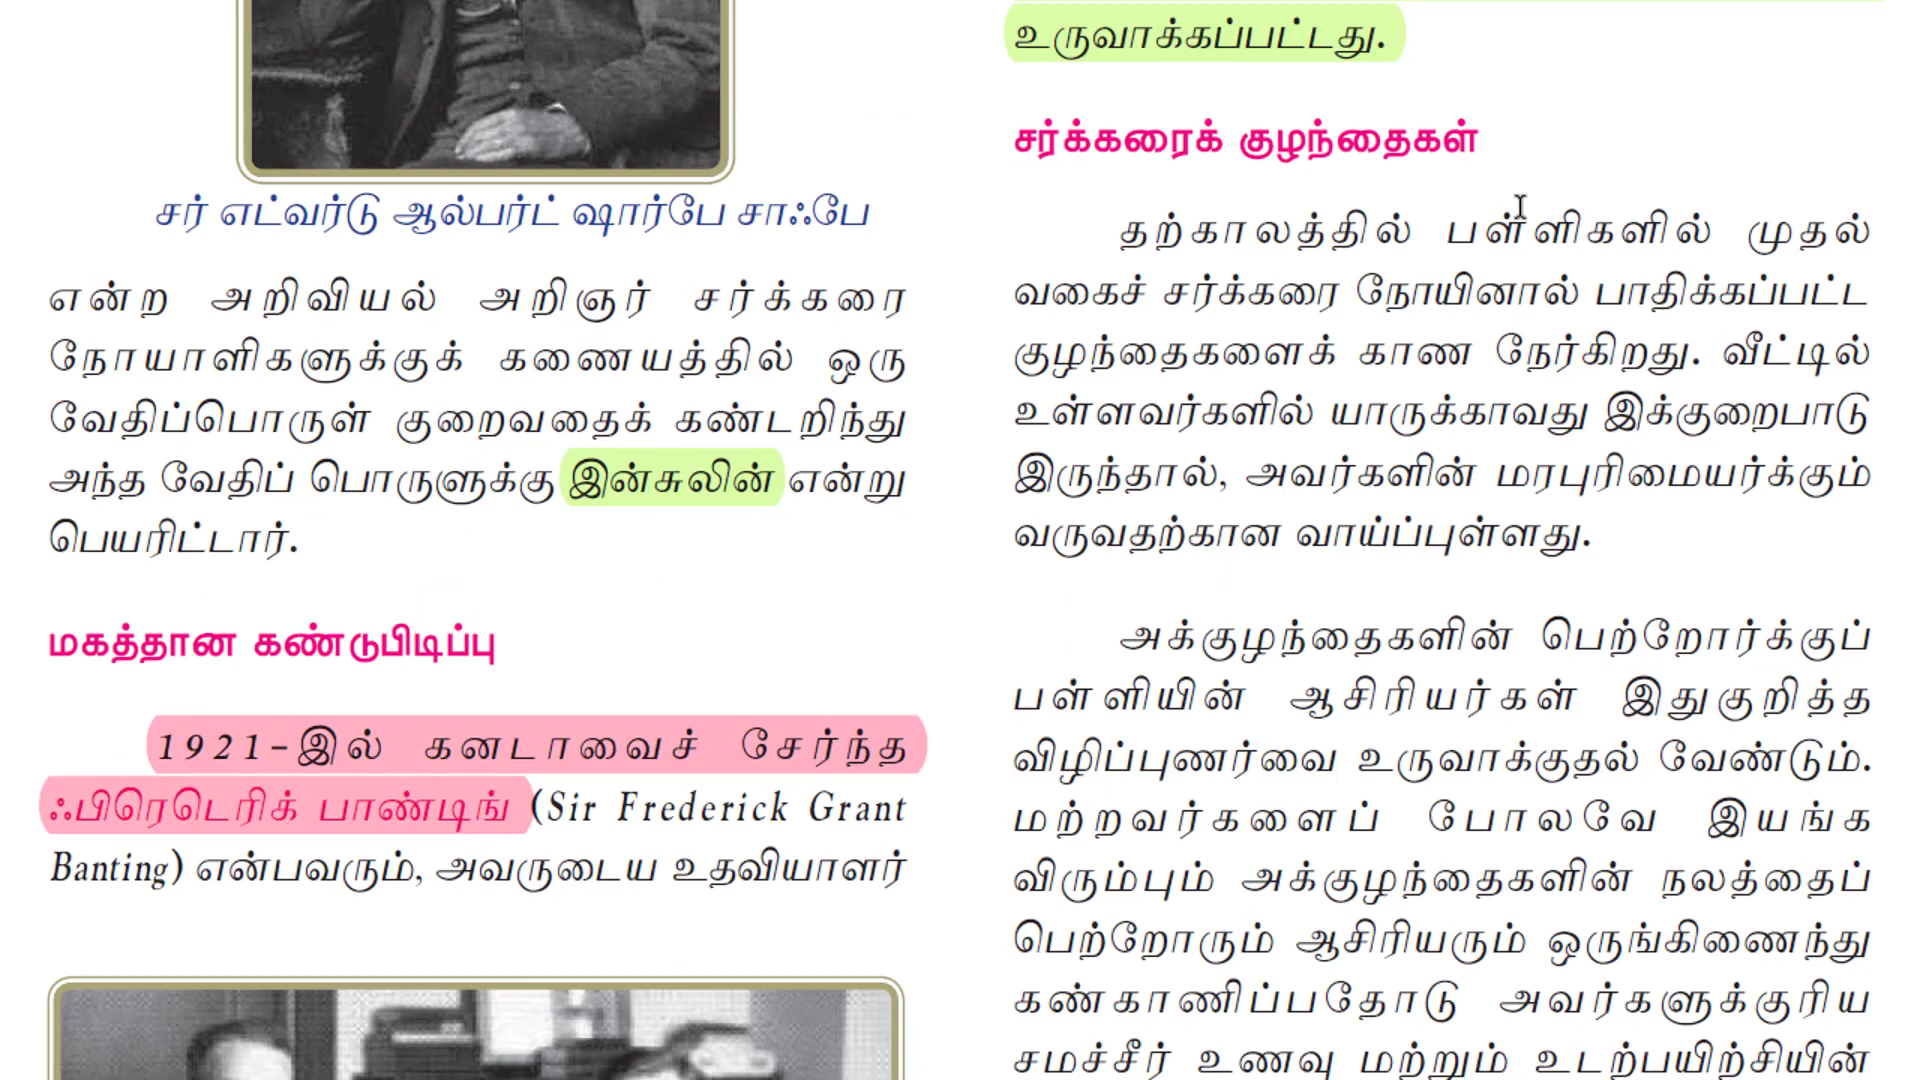 சர் எட்வர்டு ஆல்பர்ட் ஷார்பே சாஃபே
என்ற அறிவியல் அறிஞர் சர்க்கரை
நோயாளிகளுக்குக் கணையத்தில் ஒரு
வேதிப்பொருள் குறைவதைக் கண்டறிந்து
அந்த வேதிப் பொருளுக்கு இன்சுலின் என்று
பெயரிட்டார்.
மகத்தான கண்டுபிடிப்பு
1921-இல் கனடாவைச் சேர்ந்த
ஃபிரெடெரிக் பாண்டிங் (Sir Frederick Grant
Banting) என்பவரும், அவருடைய உதவியாளர்
உருவாக்கப்பட்டது.
சர்க்கரைக் குழந்தைகள்
தற்காலத்தில் பள்ளிகளில் முதல்
வகைச் சர்க்கரை நோயினால் பாதிக்கப்பட்ட
குழந்தைகளைக் காண நேர்கிறது. வீட்டில்
உள்ளவர்களில் யாருக்காவது இக்குறைபாடு
இருந்தால், அவர்களின் மரபுரிமையர்க்கும்
வருவதற்கான வாய்ப்புள்ளது.
அக்குழந்தைகளின் பெற்றோர்க்குப்
பள்ளியின் ஆசிரியர்கள் இதுகுறித்த
விழிப்புணர்வை உருவாக்குதல் வேண்டும்.
மற்றவர்களைப் போலவே இயங்க
விரும்பும் அக்குழந்தைகளின் நலத்தைப்
பெற்றோரும் ஆசிரியரும் ஒருங்கிணைந்து
கண்காணிப்பதோடு அவர்களுக்குரிய
சமச்சீர் உணவு மற்றும் உடற்பயிற்சியின்